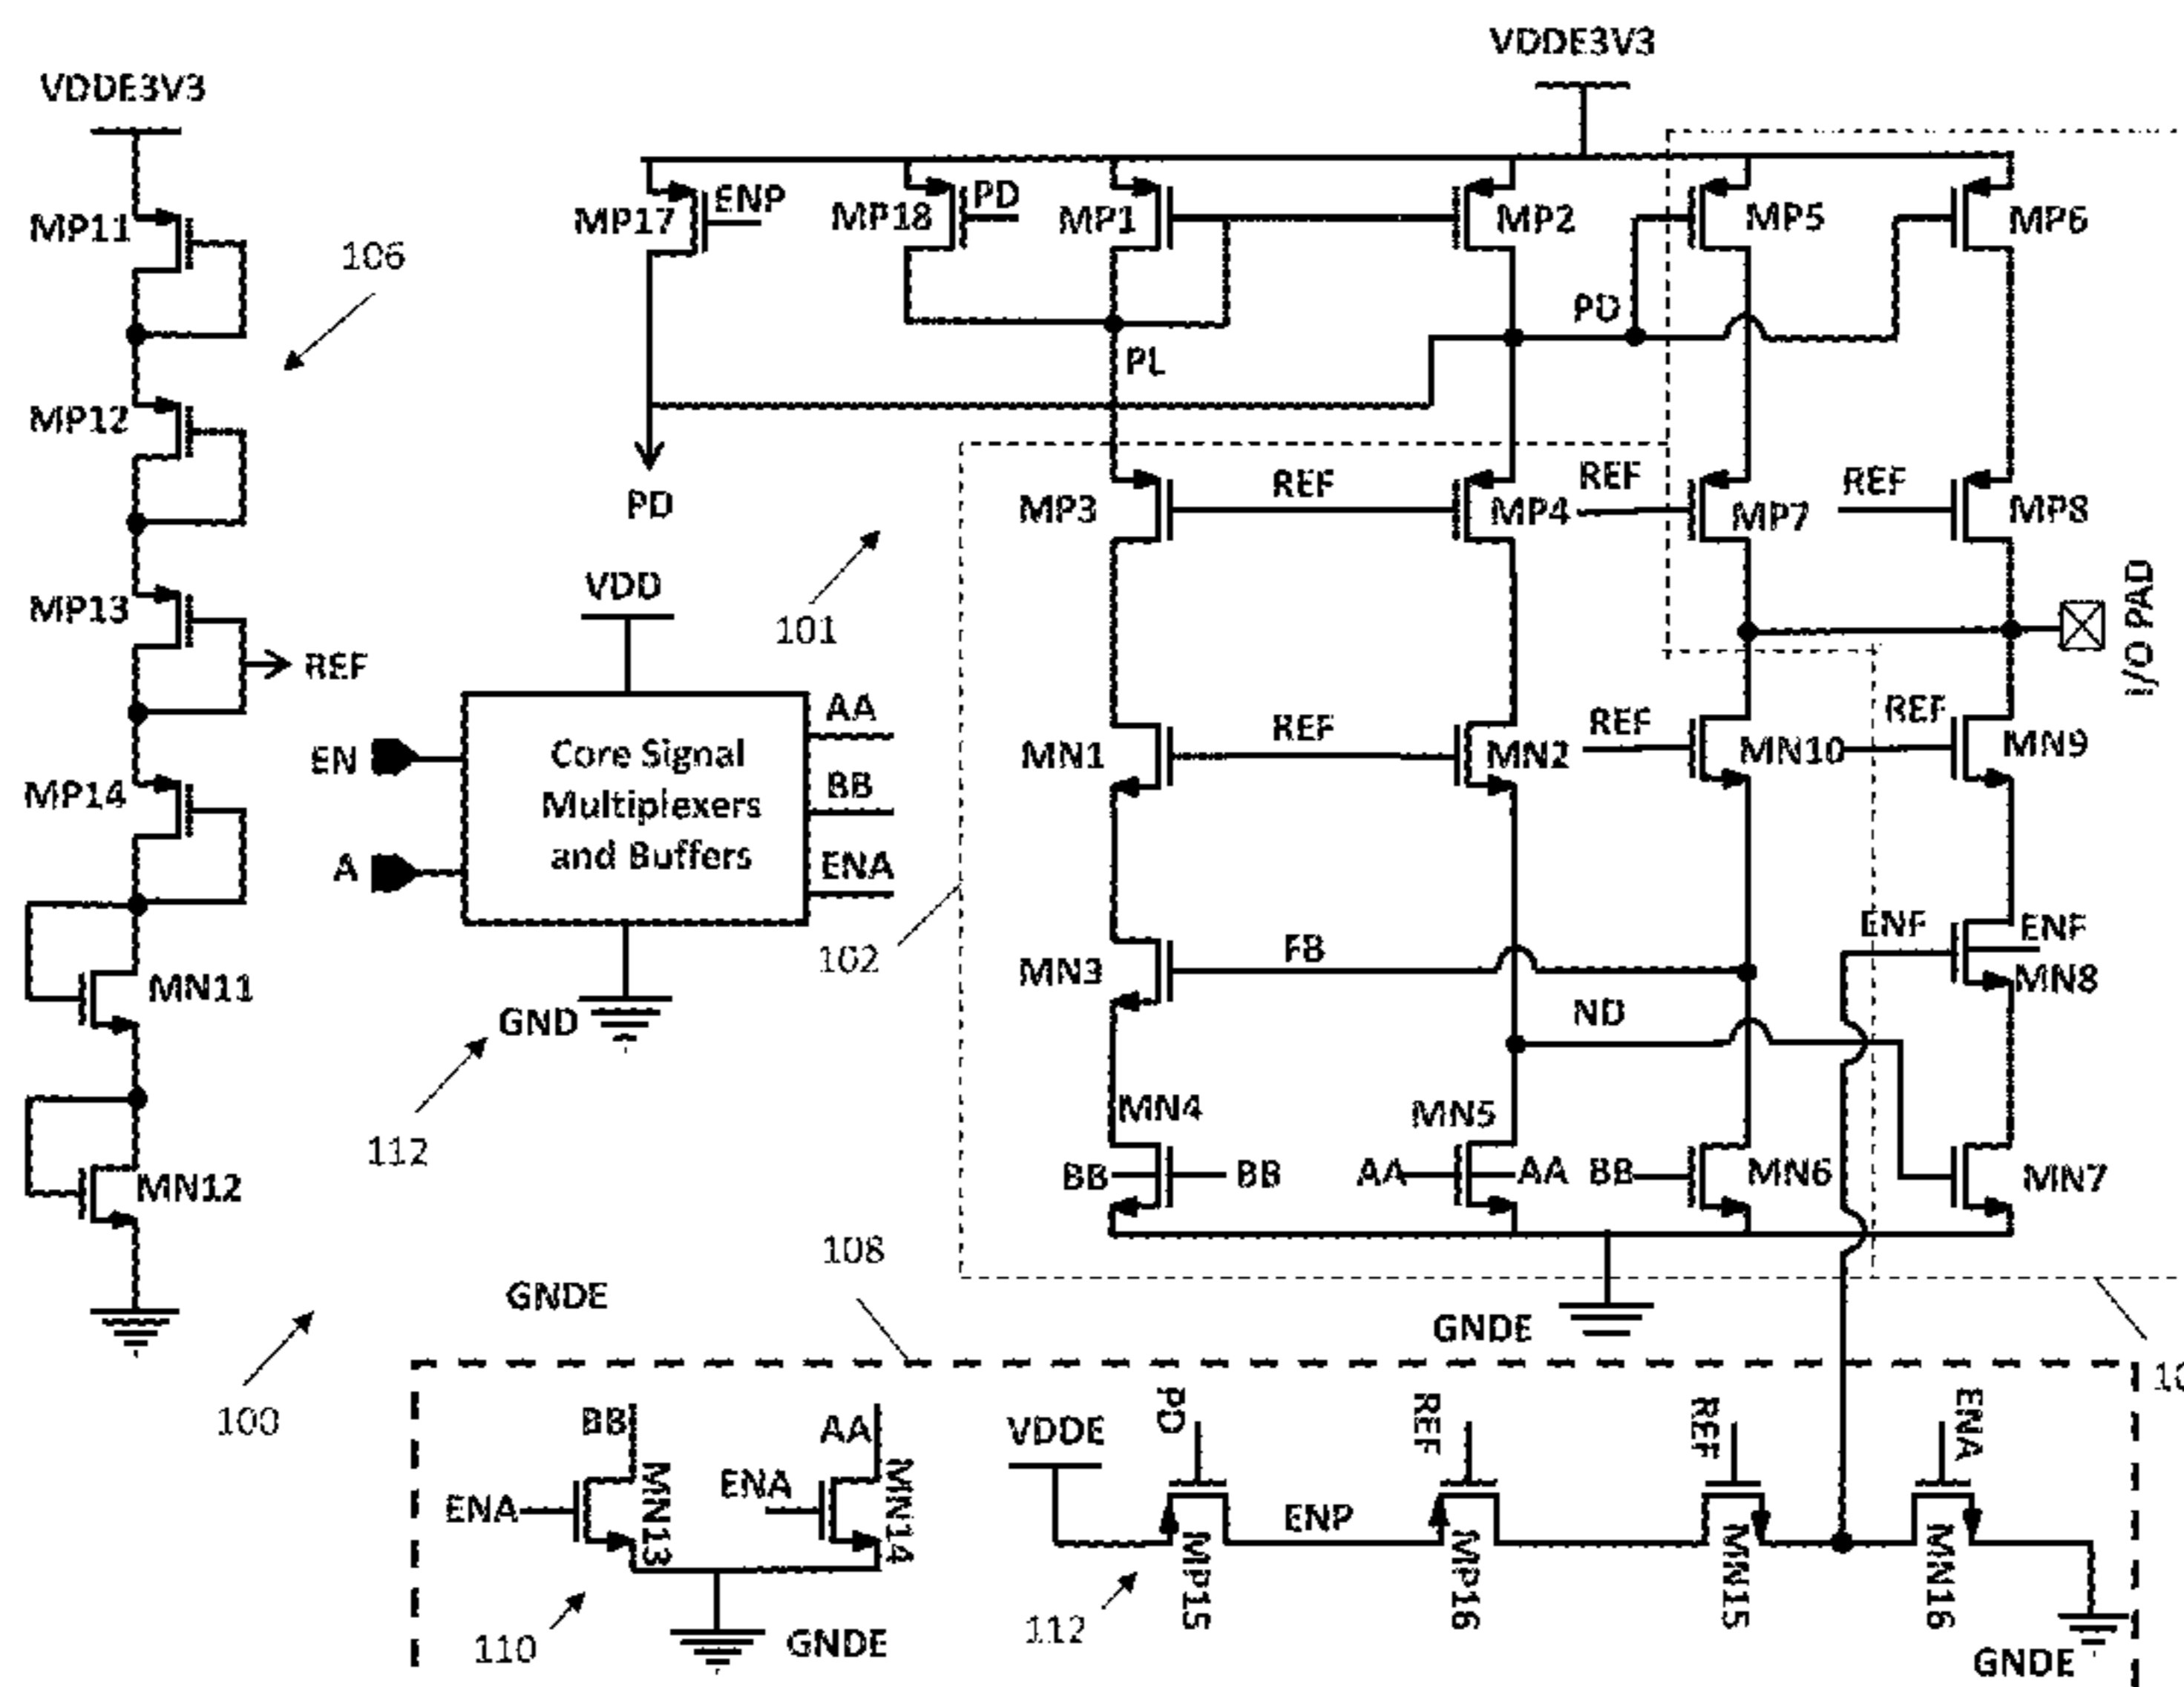 VDDE3V3
VDDE3V3
MP11
106
MP17
ENP
MP18
PD
MP1
MP2
MP5
MP6
PD
PL
MP12
PD
MP3
REF
MP4
REF
MP7
REF
MP8
VDD
101
MP13
REF
I/O PAD
EN
A
Core Signal
Multiplexers
and Buffers
AA
BB
ENA
MP14
MN1
REF
MN2
REF
MN10
REF
MN9
102
MN3
FB
ENF
ENF
MN8
MN11
GND
ND
112
MN4
MN5
BB
BB
AA
AA
BB
MN6
MN7
MN12
108
GNDE
GNDE
100
10
BB
AA
ENA
MN13
ENA
MN14
VDDE
PD
REF
REF
ENA
ENP
MP15
MP16
MN15
MN16
110
GNDE
112
GNDE